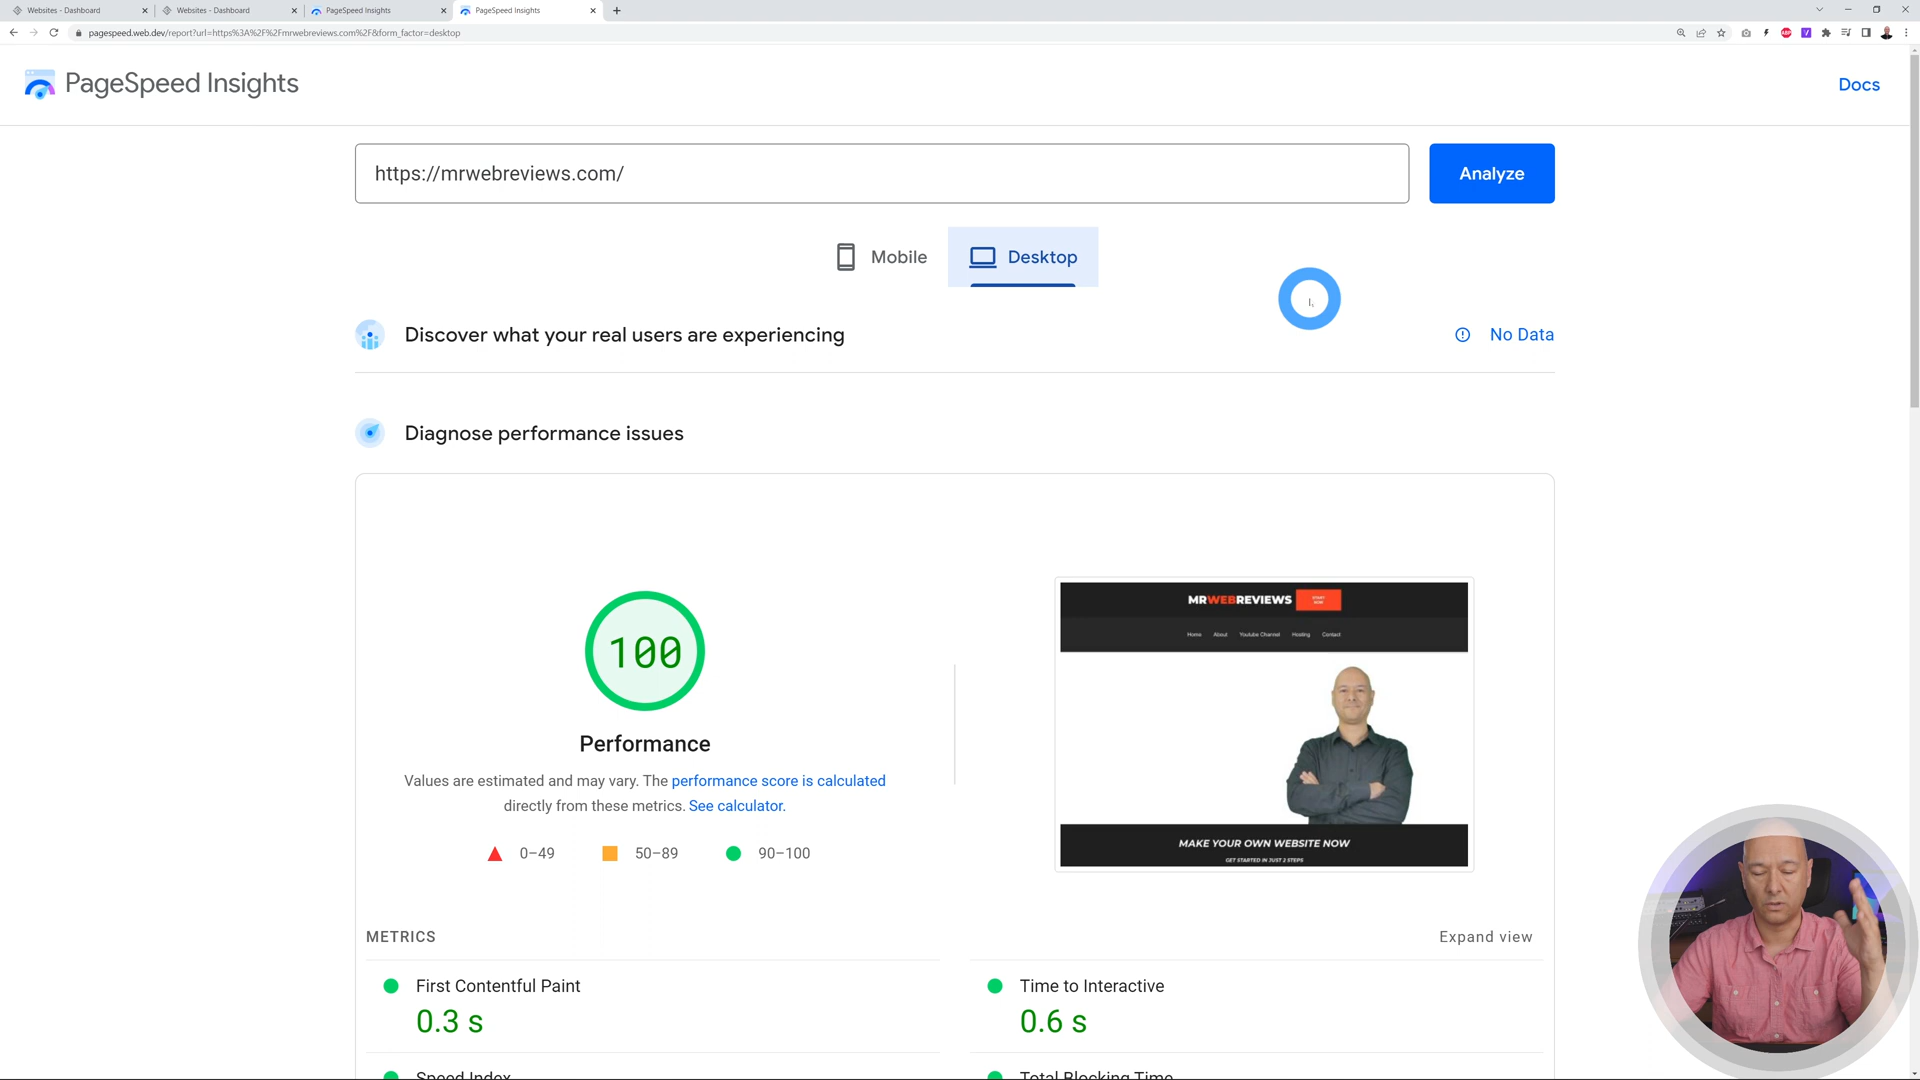 Websites - Dashboard
Websites - Dashboard
PageSpeed Insights
PageSpeed Insights
pagespeed.web.dev/report?url=https%3A%2F%2Fmrwebreviews.com%2F&form_factor=desktop
ABP
PageSpeed Insights
Docs
https://mrwebreviews.com/
Analyze
Mobile
Desktop
Discover what your real users are experiencing
No Data
Diagnose performance issues
100
Performance
Values are estimated and may vary. The performance score is calculated
directly from these metrics. See calculator.
0–49
50–89
90–100
MRWEBREVIEWS
START NOW
Home About Youtube Channel Hosting Contact
MAKE YOUR OWN WEBSITE NOW
GET STARTED IN JUST 2 STEPS
METRICS
Expand view
First Contentful Paint
0.3 s
Time to Interactive
0.6 s
Speed Index
Total Blocking Time